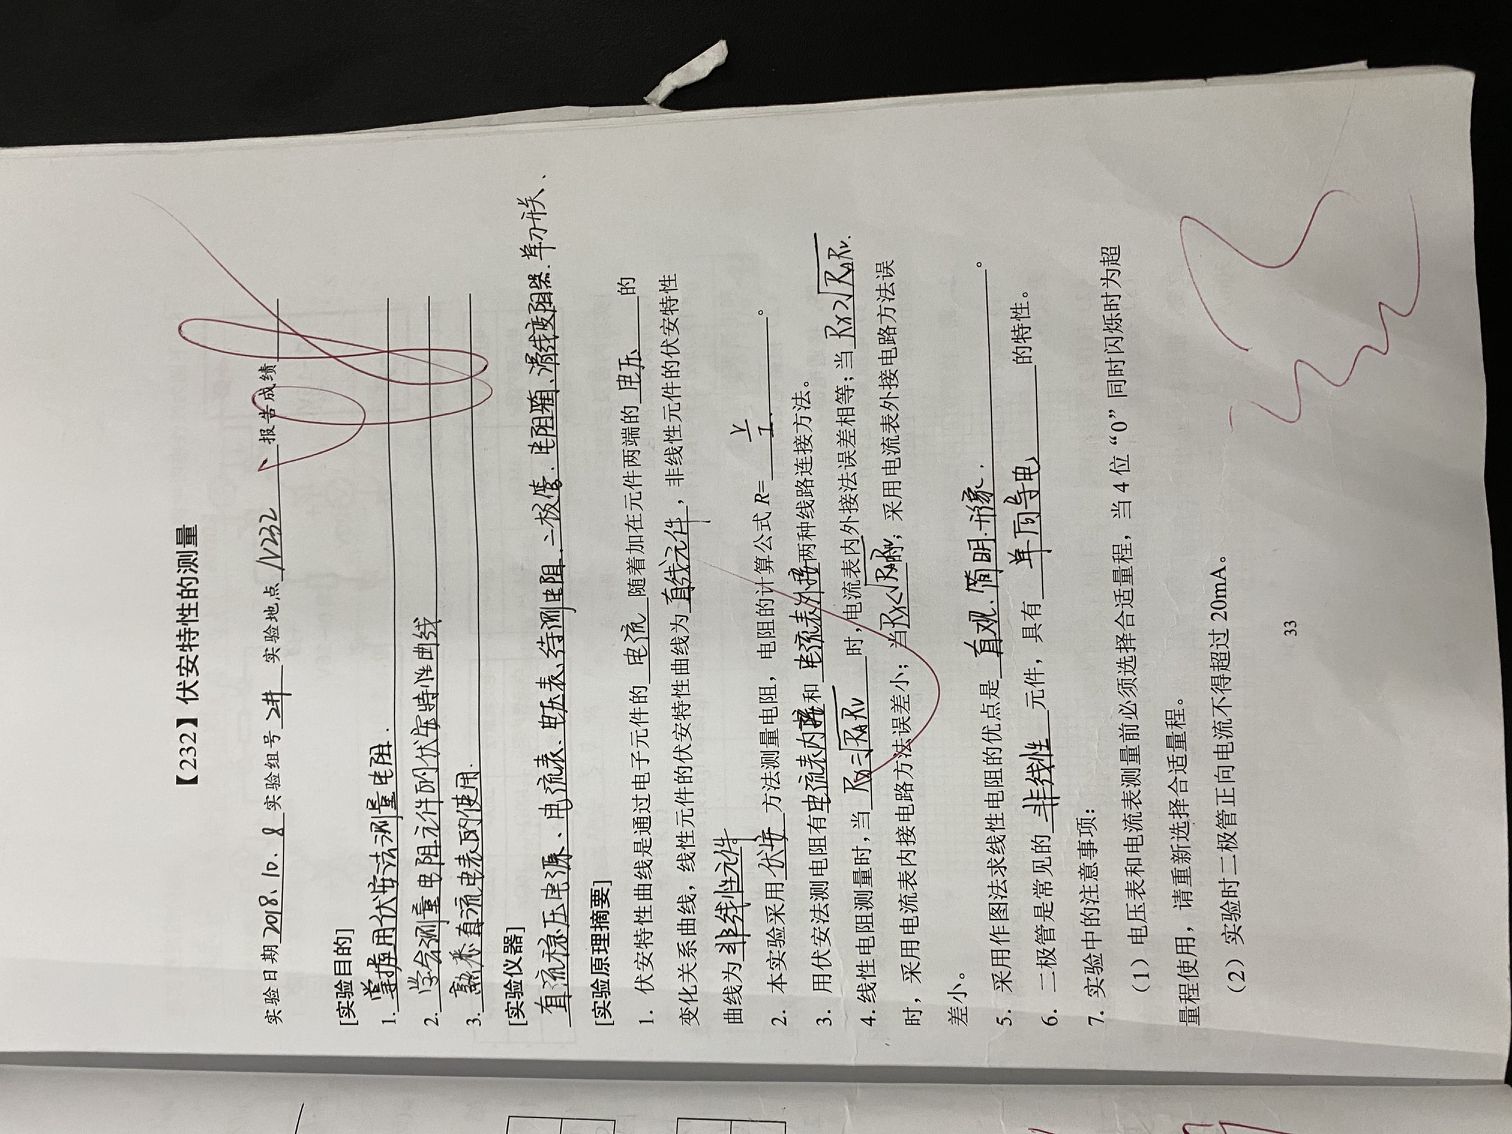 【232】伏安特性的测量
实验日期 2018.10.8 实验组号 2# 实验地点 N232 报告成绩
[实验目的]
1. 掌握用伏安法测量电阻.
2. 学会测量电阻元件的伏安特性曲线
3. 熟悉直流电表的使用.
[实验仪器]
直流稳压电源、电流表、电压表、待测电阻、二极管、电阻箱、滑线变阻器、单刀开关、
[实验原理摘要]
1. 伏安特性曲线是通过电子元件的 电流 随着加在元件两端的 电压 的
变化关系曲线，线性元件的伏安特性曲线为 直线元件，非线性元件的伏安特性
曲线为 非线性元件
2. 本实验采用 伏安 方法测量电阻，电阻的计算公式 R= V/I 。
3. 用伏安法测电阻有 电流表内接 和 电流表外接 两种线路连接方法。
4. 线性电阻测量时，当 Rx=√RARV 时，电流表内外接法误差相等；当 Rx>√RARV.
时，采用电流表内接电路方法误差小；当 Rx<√RARV 时；采用电流表外接电路方法误
差小。
5. 采用作图法求线性电阻的优点是 直观.简明.形象. 。
6. 二极管是常见的 非线性 元件，具有 单向导电 的特性。
7. 实验中的注意事项：
（1）电压表和电流表测量前必须选择合适量程，当 4 位“0”同时闪烁时为超
量程使用，请重新选择合适量程。
（2）实验时二极管正向电流不得超过 20mA。
33